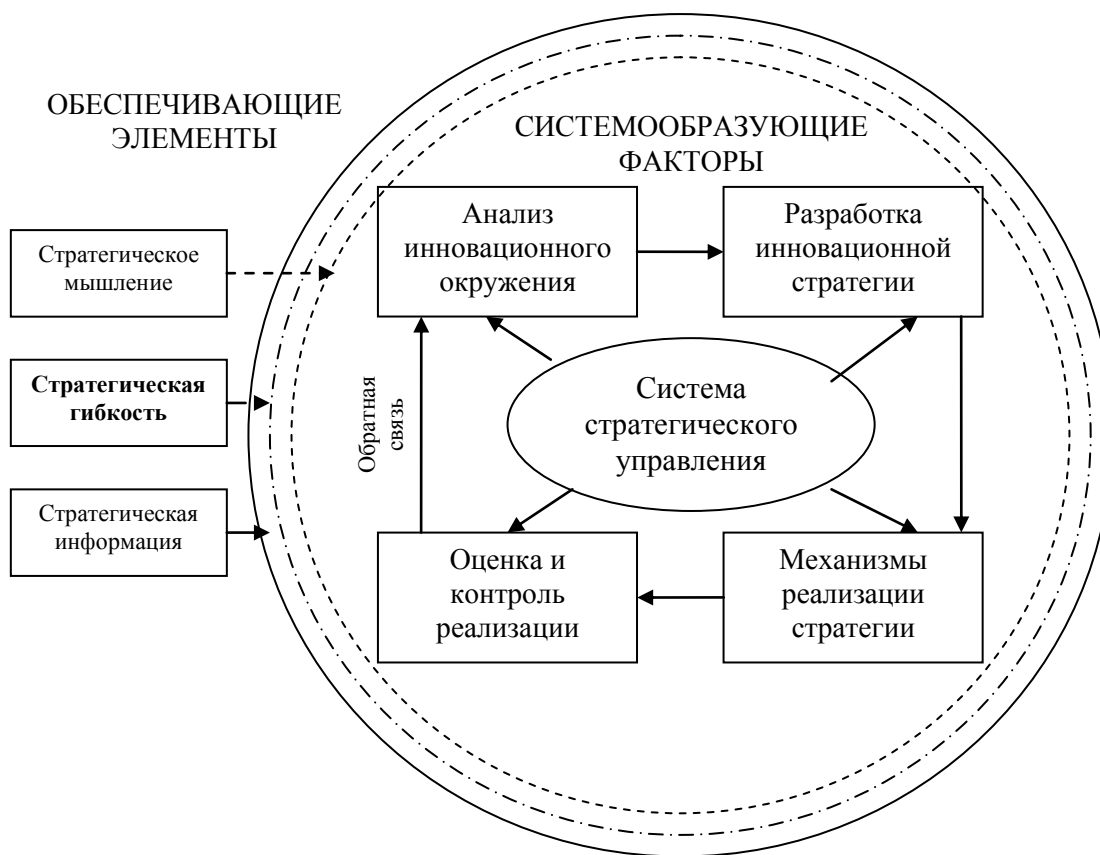 ОБЕСПЕЧИВАЮЩИЕ
ЭЛЕМЕНТЫ
СИСТЕМООБРАЗУЮЩИЕ
ФАКТОРЫ
Стратегическое
мышление
Стратегическая
гибкость
Стратегическая
информация
Анализ
инновационного
окружения
Разработка
инновационной
стратегии
Обратная
связь
Система
стратегического
управления
Оценка и
контроль
реализации
Механизмы
реализации
стратегии